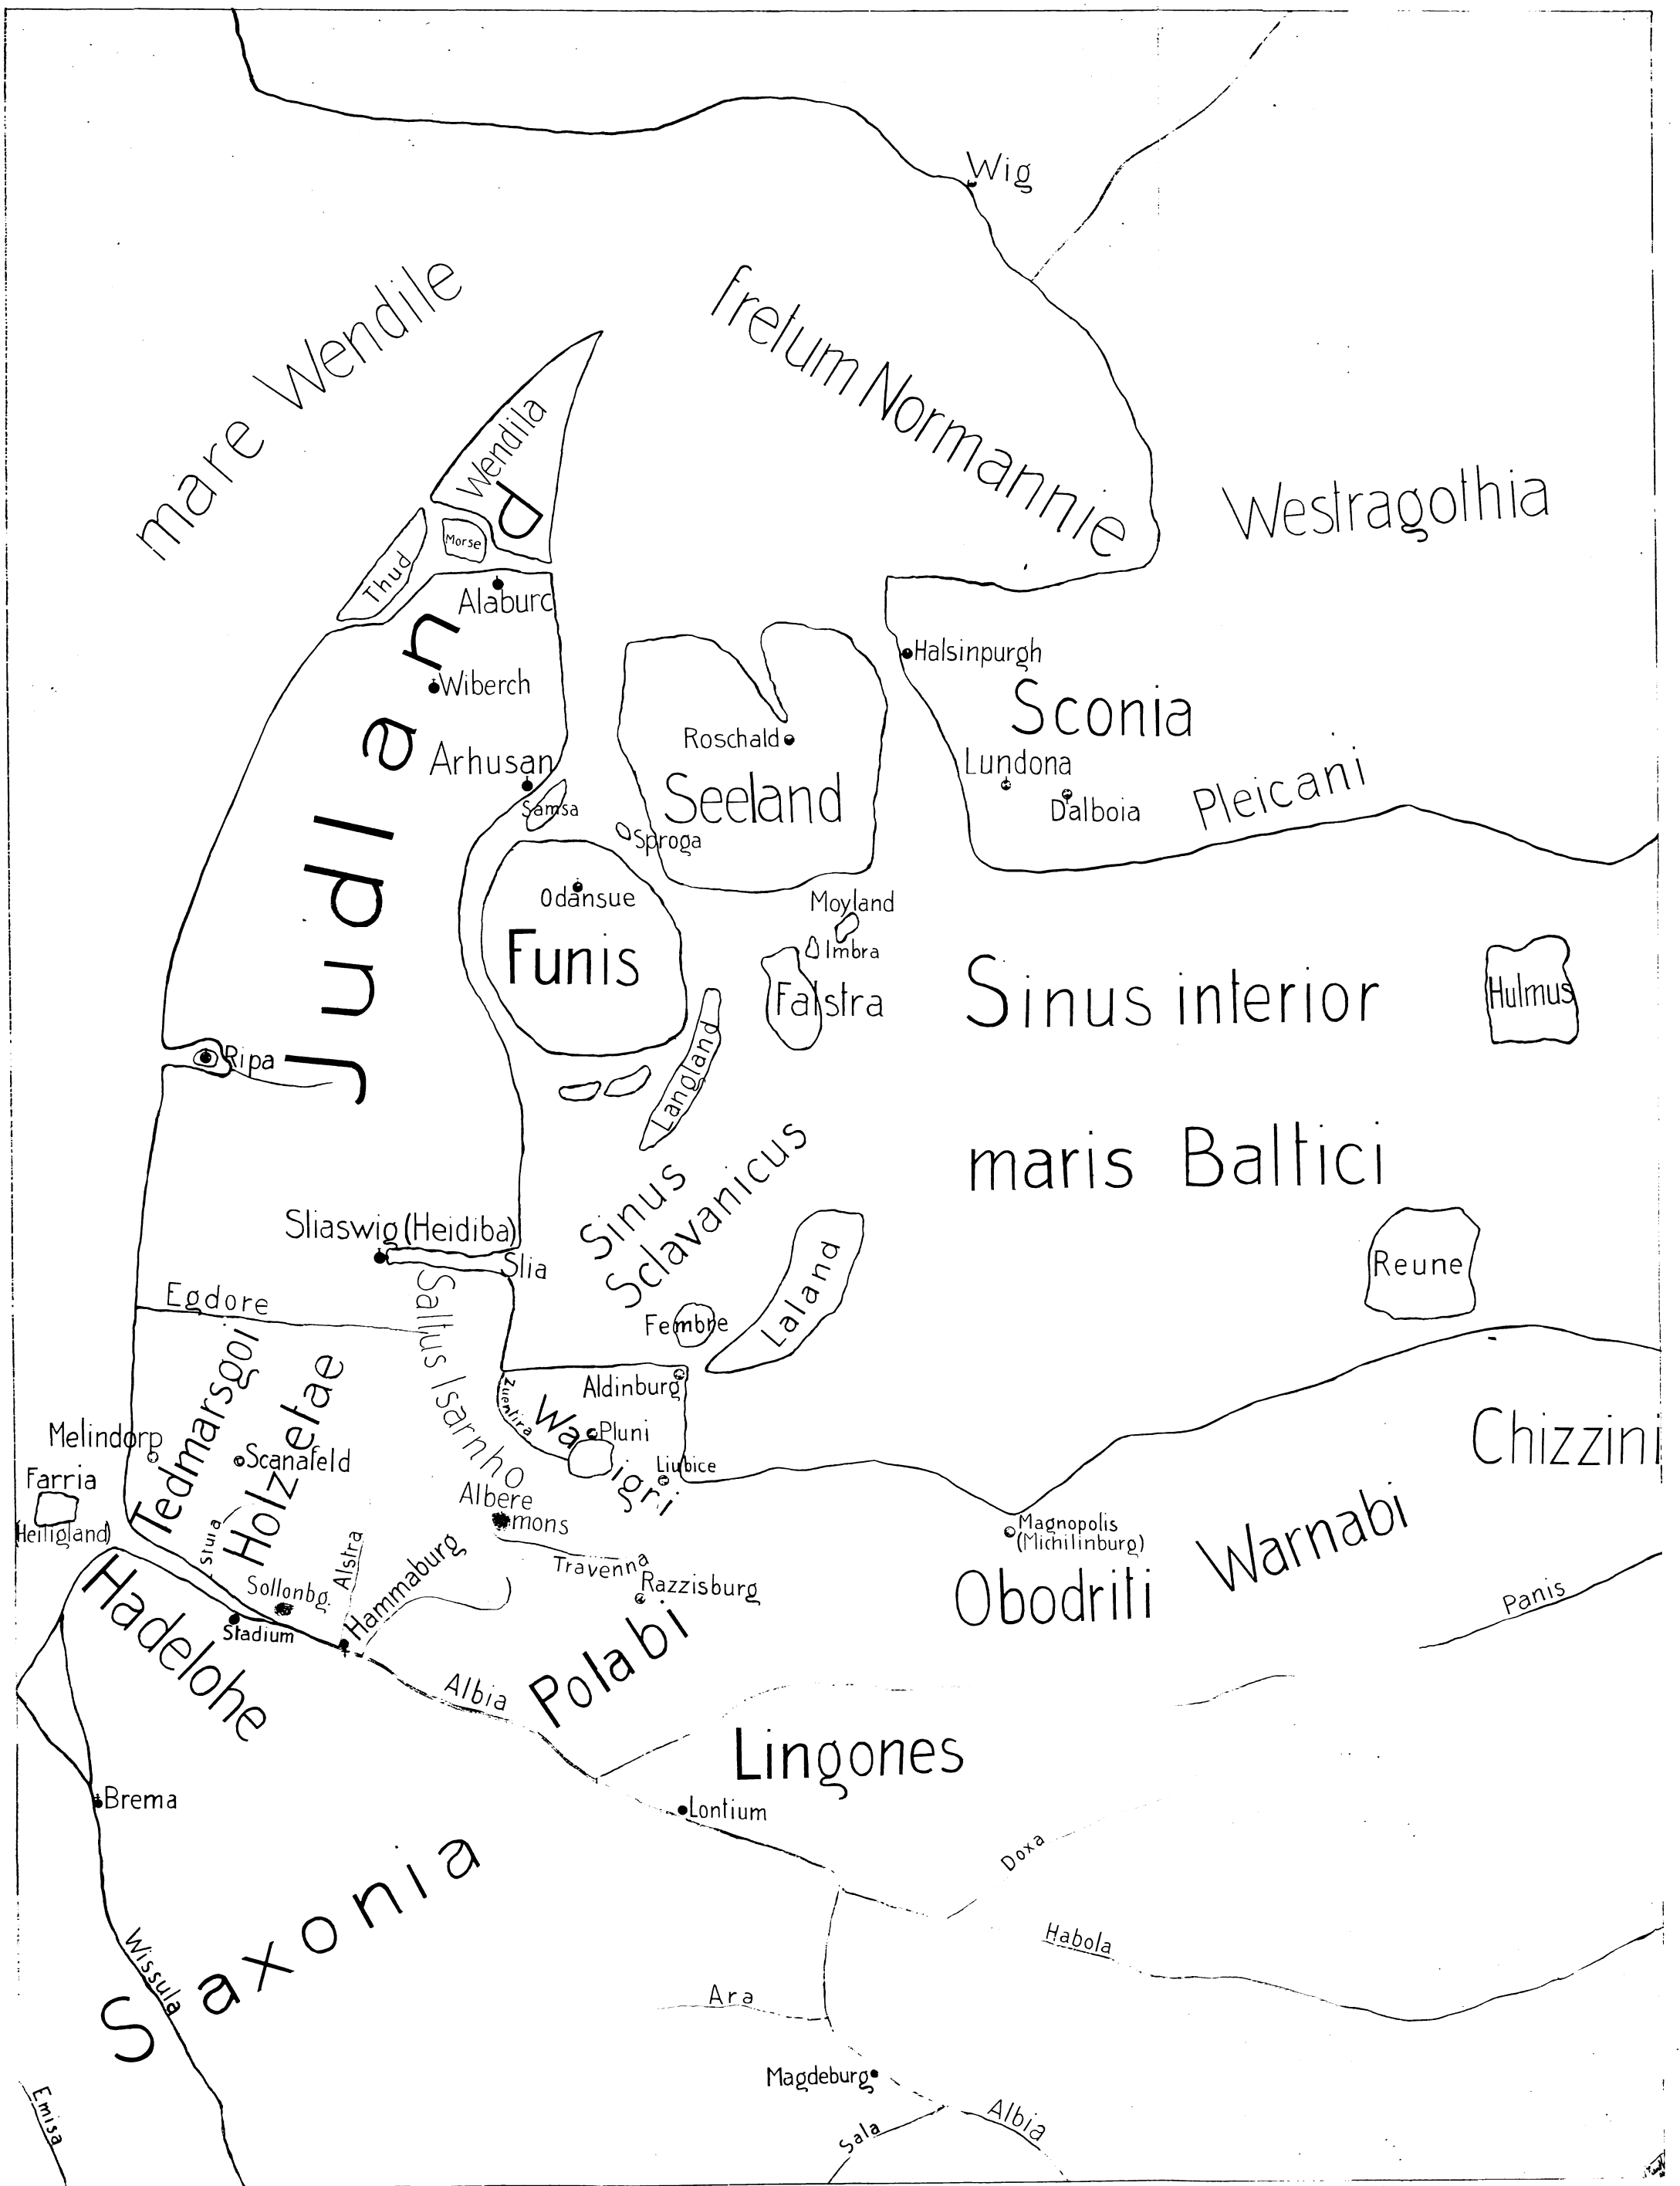 Wig
mare Wendile
fretum Normannie
Wendila
Westragothia
Morse
Thud
Alaburc
Judland
Halsinpurgh
Wiberch
Sconia
Roschald
Arhusan
Lundona
Seeland
Pleicani
Samsa
Dalboia
Sproga
Odansue
Moyland
Funis
Imbra
Falstra
Sinus interior
maris Baltici
Hulmus
Ripa
Langland
Sinus
Sclavanicus
Sliaswig (Heidiba)
Slia
Reune
Laland
Egdore
Saltus Isarnho
Fembre
Aldinburg
Zuentira
Tedmarsgoi
Holzetae
Waigri
Pluni
Melindorp
Scanafeld
Liubice
Chizzini
Farria
(Heiligland)
Albere
mons
Stura
Alstra
Hammaburg
Magnopolis
(Michilinburg)
Warnabi
Travenna
Razzisburg
Sollonbg.
Obodriti
Panis
Stadium
Hadelohe
Polabi
Albia
Lingones
Brema
Lontium
Saxonia
Doxa
Wissula
Habola
Ara
Magdeburg
Albia
Sala
Emisa